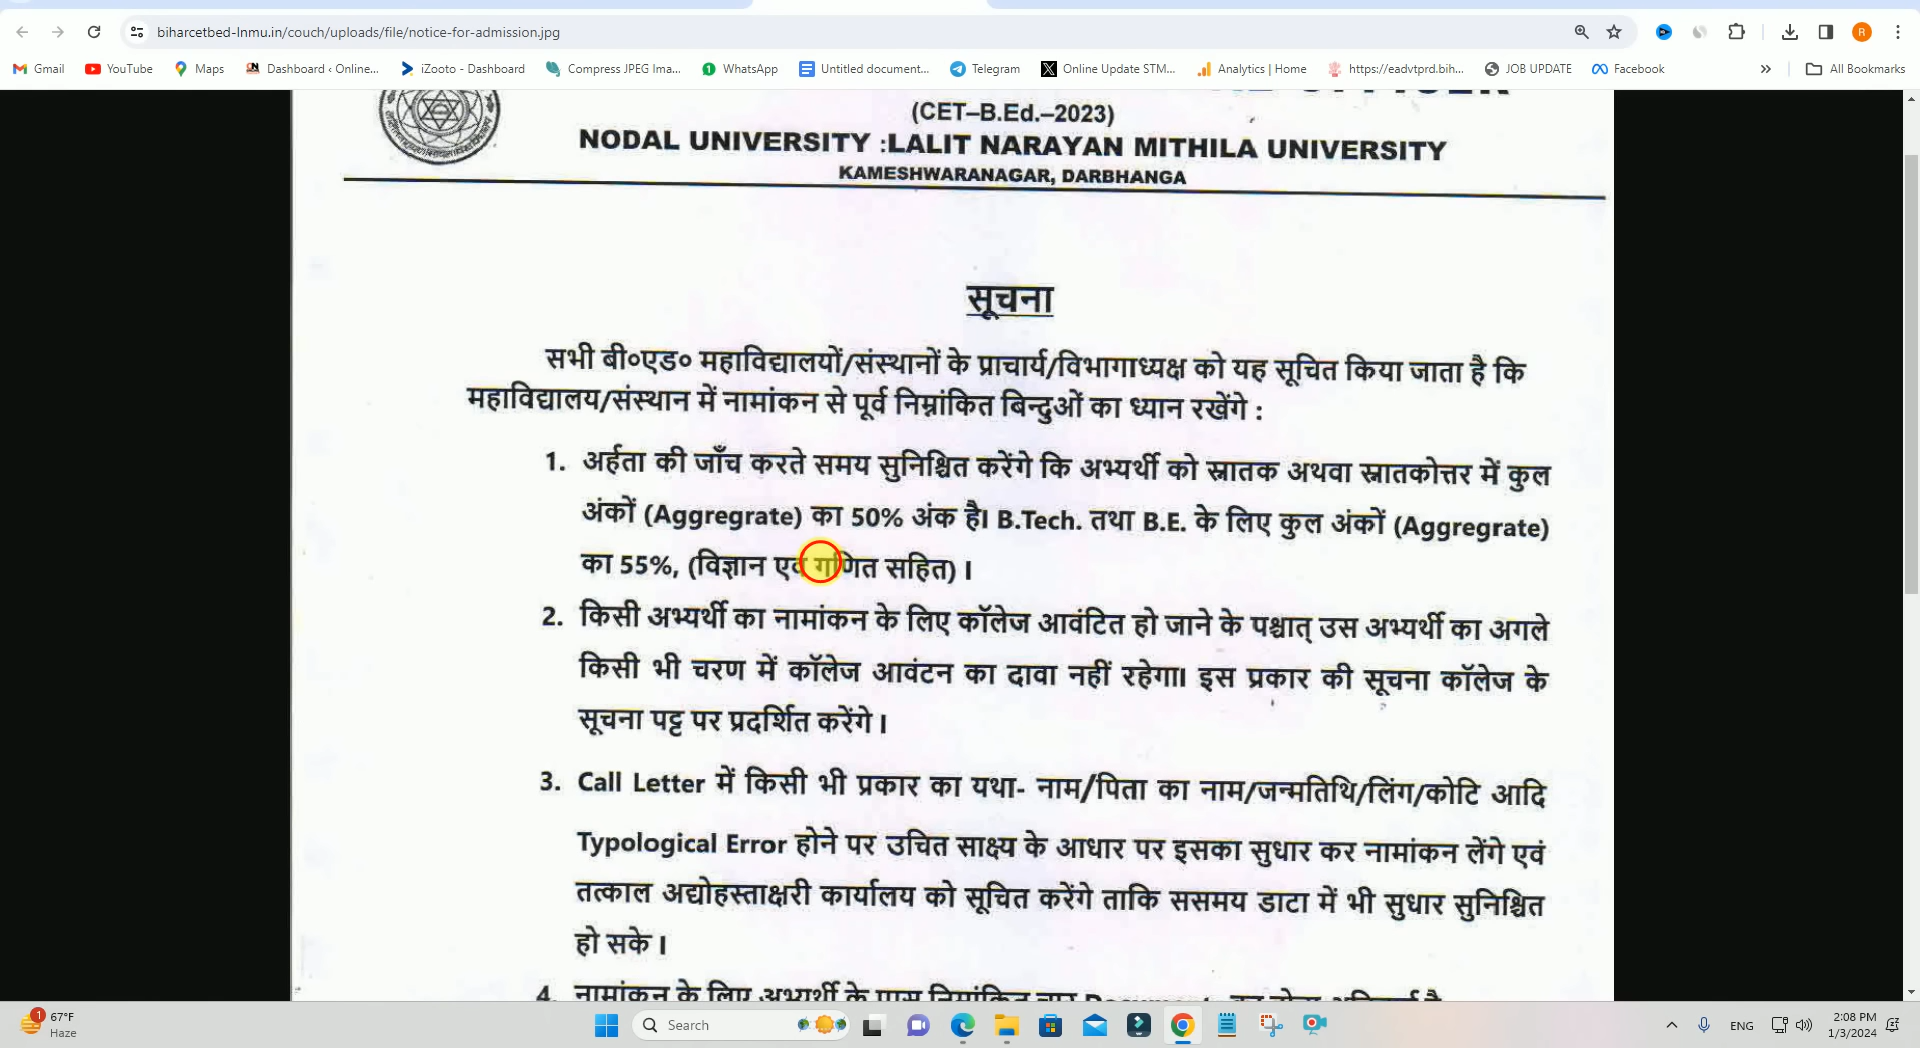 biharcetbed-lnmu.in/couch/uploads/file/notice-for-admission.jpg
R
Gmail YouTube Maps Dashboard ‹ Online... iZooto - Dashboard Compress JPEG Ima... WhatsApp Untitled document... Telegram Online Update STM... Analytics | Home https://eadvtprd.bih... JOB UPDATE Facebook » All Bookmarks
(CET–B.Ed.–2023)
NODAL UNIVERSITY :LALIT NARAYAN MITHILA UNIVERSITY
KAMESHWARANAGAR, DARBHANGA
सूचना
सभी बी०एड० महाविद्यालयों/संस्थानों के प्राचार्य/विभागाध्यक्ष को यह सूचित किया जाता है कि
महाविद्यालय/संस्थान में नामांकन से पूर्व निम्नांकित बिन्दुओं का ध्यान रखेंगे :
1. अर्हता की जाँच करते समय सुनिश्चित करेंगे कि अभ्यर्थी को स्नातक अथवा स्नातकोत्तर में कुल
अंकों (Aggregrate) का 50% अंक है। B.Tech. तथा B.E. के लिए कुल अंकों (Aggregrate)
का 55%, (विज्ञान एवं गणित सहित) ।
2. किसी अभ्यर्थी का नामांकन के लिए कॉलेज आवंटित हो जाने के पश्चात् उस अभ्यर्थी का अगले
किसी भी चरण में कॉलेज आवंटन का दावा नहीं रहेगा। इस प्रकार की सूचना कॉलेज के
सूचना पट्ट पर प्रदर्शित करेंगे ।
3. Call Letter में किसी भी प्रकार का यथा- नाम/पिता का नाम/जन्मतिथि/लिंग/कोटि आदि
Typological Error होने पर उचित साक्ष्य के आधार पर इसका सुधार कर नामांकन लेंगे एवं
तत्काल अद्योहस्ताक्षरी कार्यालय को सूचित करेंगे ताकि ससमय डाटा में भी सुधार सुनिश्चित
हो सके ।
4. नामांकन के लिए अभ्यर्थी के पास
1 67°F
Haze
Search
ENG
2:08 PM
1/3/2024